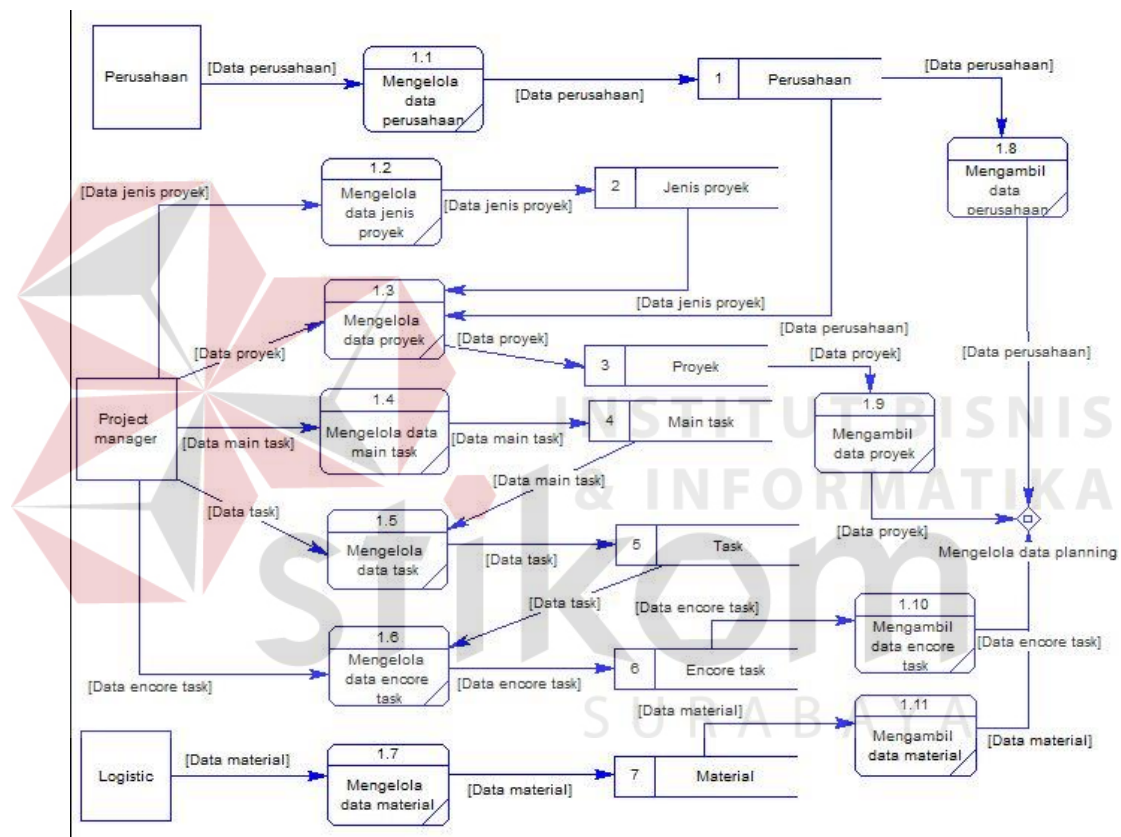 Perusahaan
[Data perusahaan]
1.1
Mengelola
data
perusahaan
[Data perusahaan]
1
Perusahaan
[Data perusahaan]
1.8
Mengambil
data
perusahaan
[Data jenis proyek]
1.2
Mengelola
data jenis
proyek
[Data jenis proyek]
2
Jenis proyek
1.3
Mengelola
data proyek
[Data jenis proyek]
[Data perusahaan]
[Data proyek]
3
Proyek
[Data proyek]
[Data proyek]
[Data perusahaan]
Project
manager
1.4
Mengelola data
main task
[Data main task]
[Data main task]
4
Main task
1.9
Mengambil
data proyek
INSTITUT BISNIS
& INFORMATIKA
[Data main task]
[Data task]
1.5
Mengelola
data task
[Data task]
5
Task
[Data proyek]
Mengelola data planning
stikom
SURABAYA
[Data task]
[Data encore task]
1.6
Mengelola
data encore
task
[Data encore task]
[Data encore task]
6
Encore task
1.10
Mengambil
data encore
task
[Data encore task]
[Data material]
1.11
Mengambil
data material
[Data material]
Logistic
[Data material]
1.7
Mengelola
data material
[Data material]
7
Material